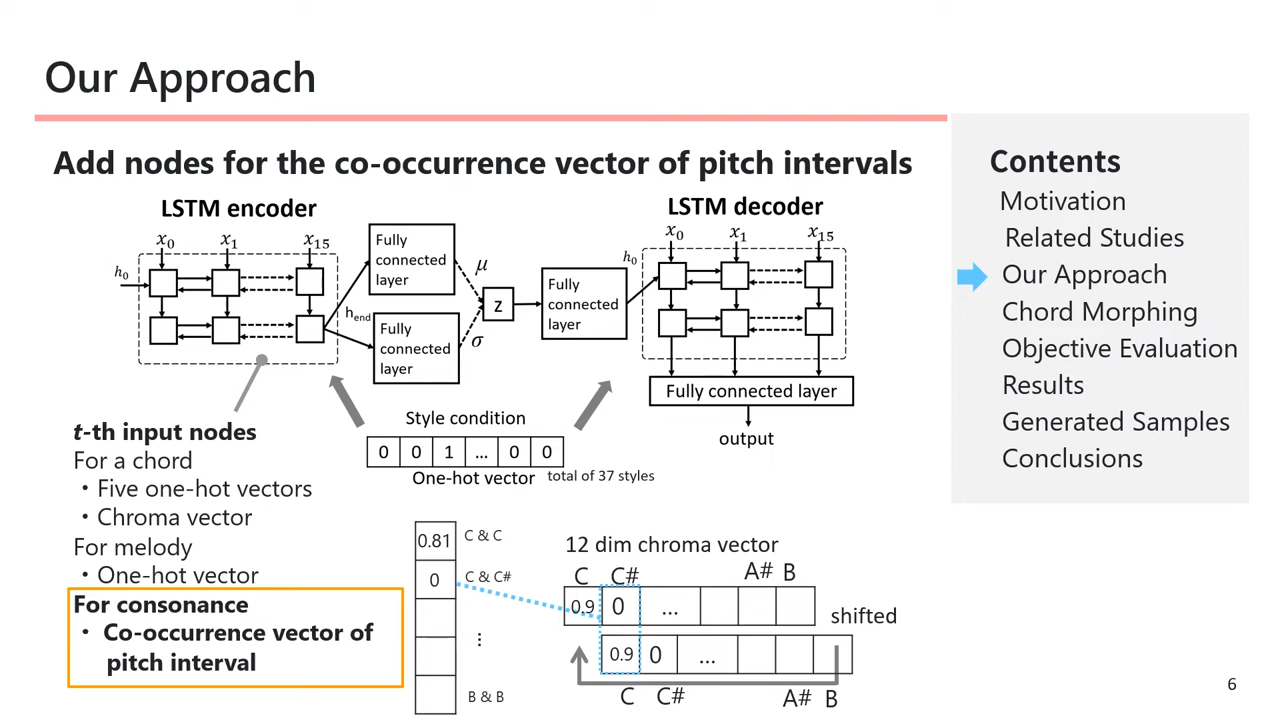 Our Approach
Add nodes for the co-occurrence vector of pitch intervals
LSTM encoder
x₀ x₁ x₁₅
h₀
Fully
connected
layer
μ
h_end
Fully
connected
layer
σ
z
Fully
connected
layer
LSTM decoder
x₀ x₁ x₁₅
h₀
Fully connected layer
output
Style condition
0 0 1 ... 0 0
One-hot vector total of 37 styles
t-th input nodes
For a chord
・Five one-hot vectors
・Chroma vector
For melody
・One-hot vector
For consonance
・Co-occurrence vector of
pitch interval
0.81 C & C
0 C & C#
⋮
B & B
12 dim chroma vector
C C# A# B
0.9 0 ...
shifted
0.9 0 ...
C C# A# B
Contents
Motivation
Related Studies
Our Approach
Chord Morphing
Objective Evaluation
Results
Generated Samples
Conclusions
6